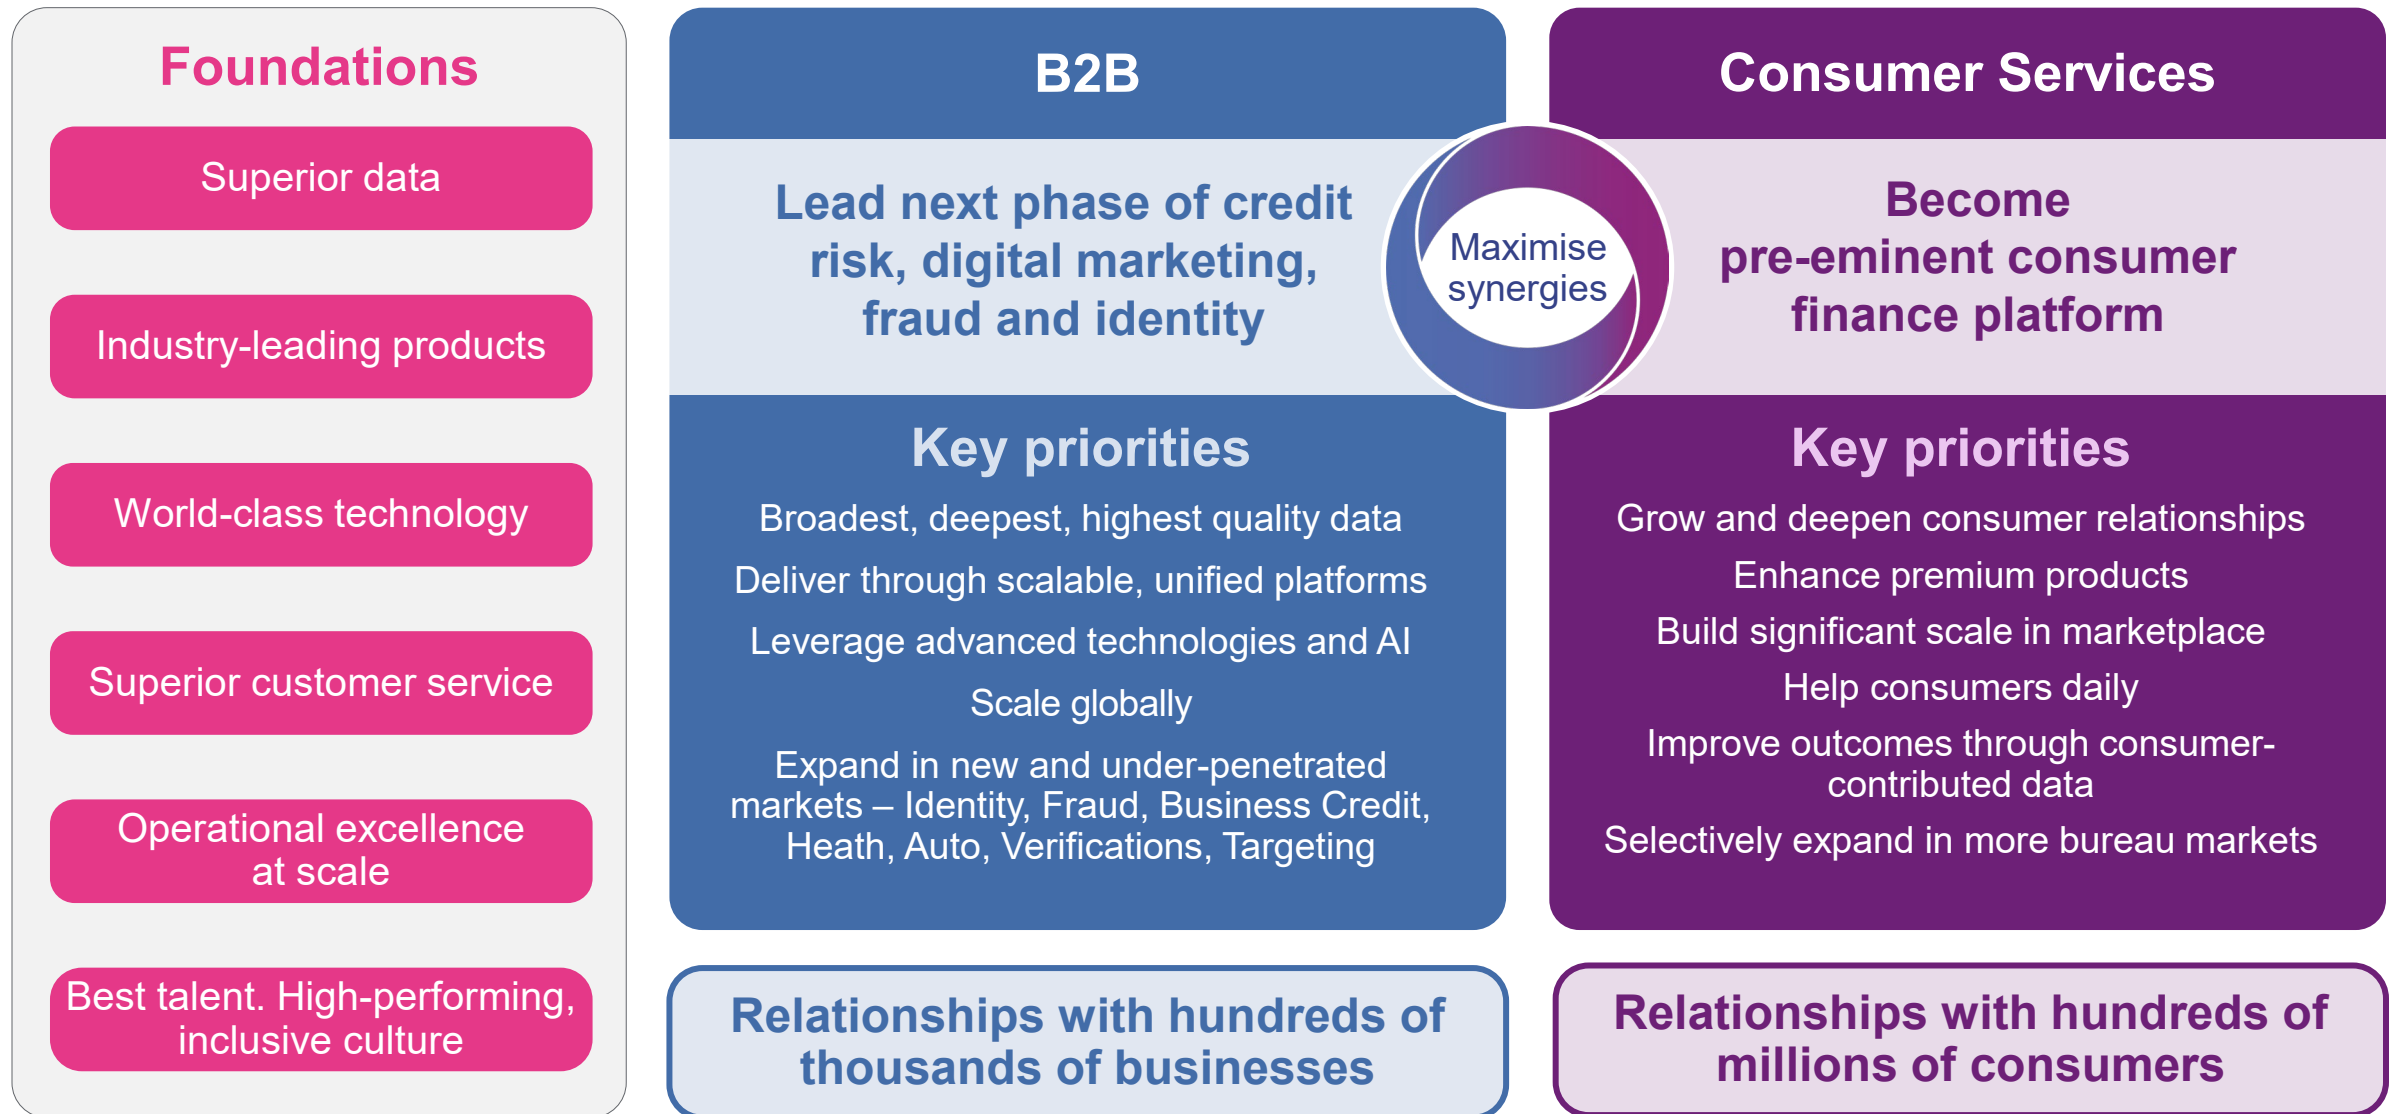 Foundations
Superior data
Industry-leading products
World-class technology
Superior customer service
Operational excellence
at scale
Best talent. High-performing,
inclusive culture
B2B
Lead next phase of credit
risk, digital marketing,
fraud and identity
Key priorities
Broadest, deepest, highest quality data
Deliver through scalable, unified platforms
Leverage advanced technologies and AI
Scale globally
Expand in new and under-penetrated
markets – Identity, Fraud, Business Credit,
Heath, Auto, Verifications, Targeting
Relationships with hundreds of
thousands of businesses
Maximise
synergies
Consumer Services
Become
pre-eminent consumer
finance platform
Key priorities
Grow and deepen consumer relationships
Enhance premium products
Build significant scale in marketplace
Help consumers daily
Improve outcomes through consumer-
contributed data
Selectively expand in more bureau markets
Relationships with hundreds of
millions of consumers